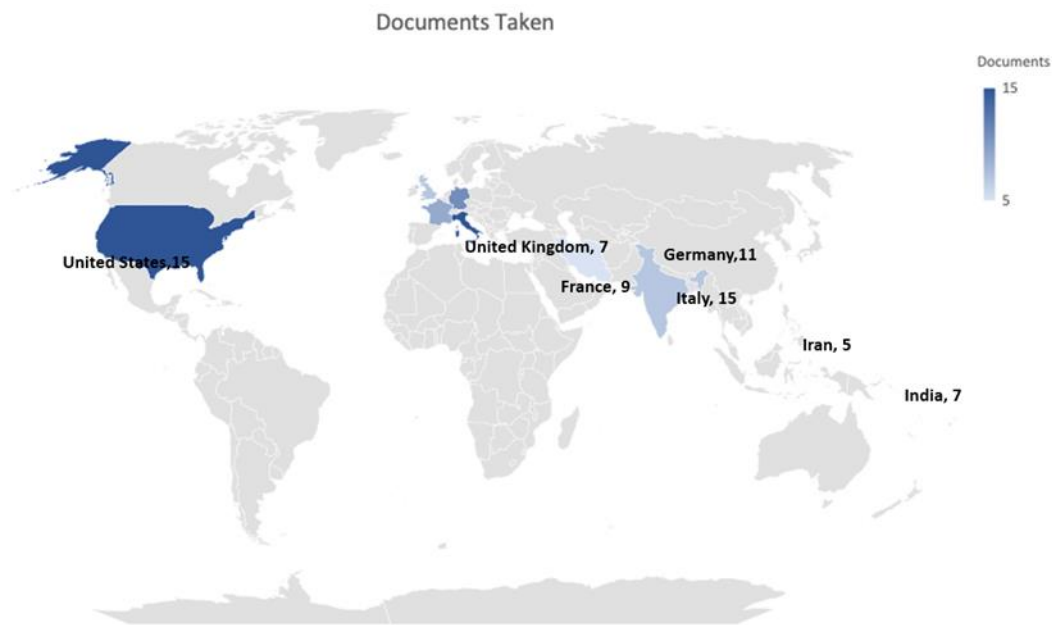 Documents Taken
Documents
15
5
United Kingdom, 7
Germany,11
United States,15
France, 9
Italy, 15
Iran, 5
India, 7